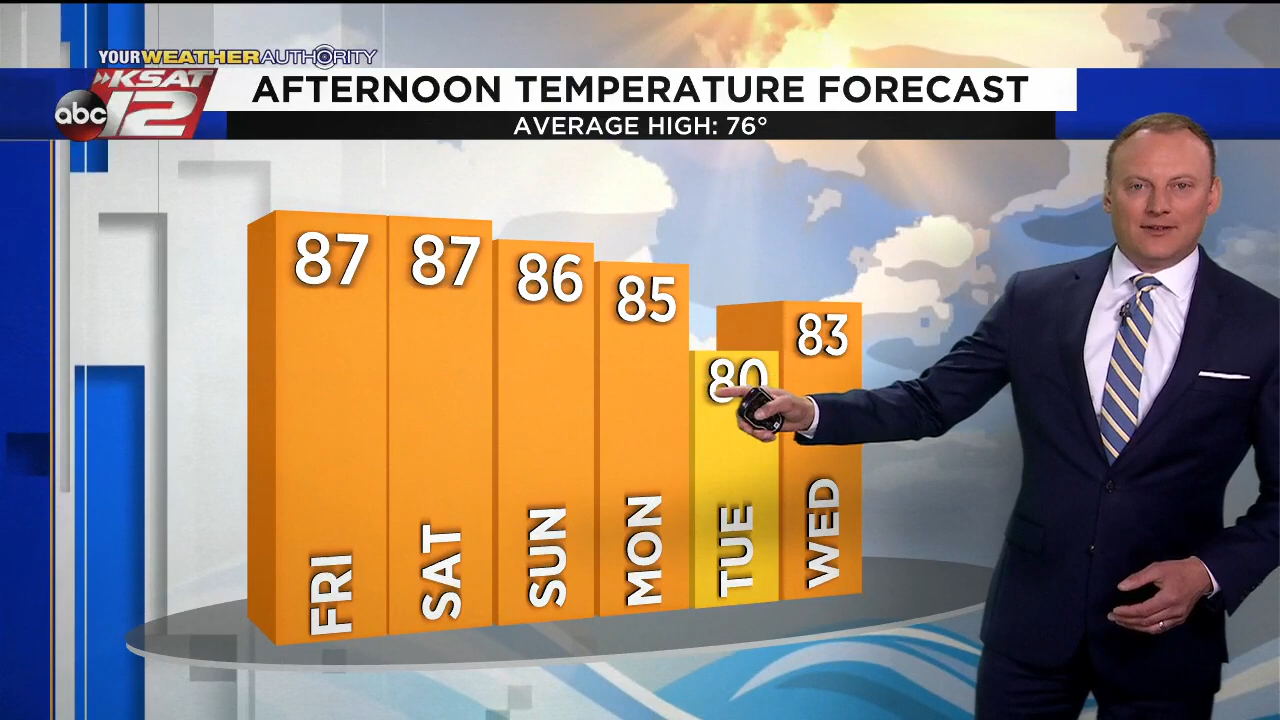 YOURWEATHERAUTHORITY
KSAT
abc 12
AFTERNOON TEMPERATURE FORECAST
AVERAGE HIGH: 76°
87
87
86
85
80
83
FRI
SAT
SUN
MON
TUE
WED